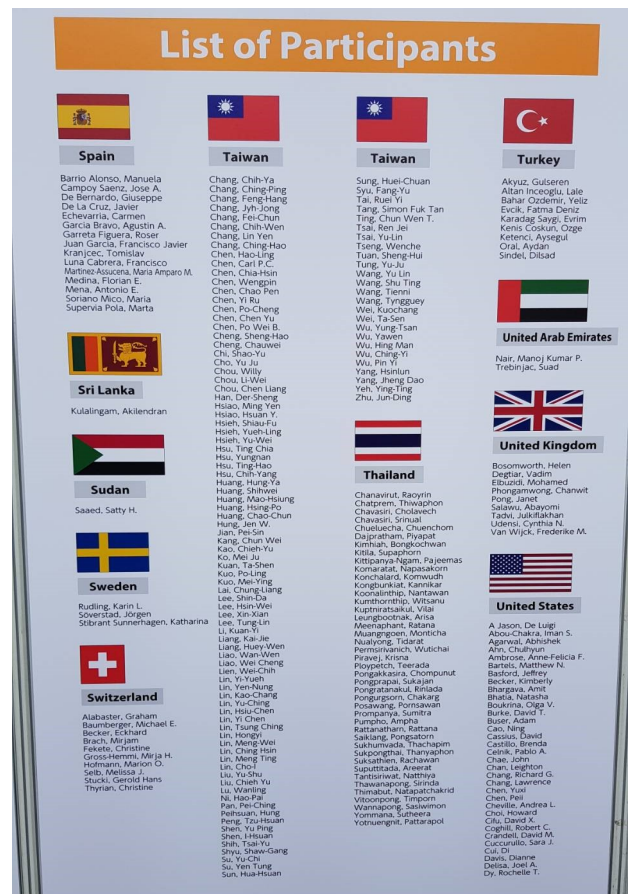 List of Participants
Spain
Barrio Alonso, Manuela
Campoy Saenz, Jose A.
De Bernardo, Giuseppe
De La Cruz, Javier
Echevarria, Carmen
Garcia Bravo, Agustin A.
Garreta Figuera, Roser
Juan Garcia, Francisco Javier
Kranjcec, Tomislav
Luna Cabrera, Francisco
Martinez-Assucena, Maria Amparo M.
Medina, Florian E.
Mena, Antonio E.
Soriano Mico, Maria
Supervia Pola, Marta
Sri Lanka
Kulalingam, Akilendran
Sudan
Saaed, Satty H.
Sweden
Rudling, Karin L.
Söverstad, Jörgen
Stibrant Sunnerhagen, Katharina
Switzerland
Alabaster, Graham
Baumberger, Michael E.
Becker, Eckhard
Brach, Mirjam
Fekete, Christine
Gross-Hemmi, Mirja H.
Hofmann, Marion O.
Selb, Melissa J.
Stucki, Gerold Hans
Thyrian, Christine
Taiwan
Chang, Chih-Ya
Chang, Ching-Ping
Chang, Feng-Hang
Chang, Jyh-Jong
Chang, Fei-Chun
Chang, Chih-Wen
Chang, Lin Yen
Chang, Ching-Hao
Chen, Hao-Ling
Chen, Carl P.C.
Chen, Chia-Hsin
Chen, Wengpin
Chen, Chao Pen
Chen, Yi Ru
Chen, Po-Cheng
Chen, Chen Yu
Chen, Po Wei B.
Cheng, Sheng-Hao
Cheng, Chauwei
Chi, Shao-Yu
Cho, Yu Ju
Chou, Willy
Chou, Li-Wei
Chou, Chen Liang
Han, Der-Sheng
Hsiao, Ming Yen
Hsiao, Hsuan Y.
Hsieh, Shiau-Fu
Hsieh, Yueh-Ling
Hsieh, Yu-Wei
Hsu, Ting Chia
Hsu, Yungnan
Hsu, Ting-Hao
Hsu, Chih-Yang
Huang, Hung-Ya
Huang, Shihwei
Huang, Mao-Hsiung
Huang, Hsing-Po
Huang, Chao-Chun
Hung, Jen W.
Jian, Pei-Sin
Kang, Chun Wei
Kao, Chieh-Yu
Ko, Mei Ju
Kuan, Ta-Shen
Kuo, Po-Ling
Kuo, Mei-Ying
Lai, Chung-Liang
Lee, Shin-Da
Lee, Hsin-Wei
Lee, Xin-Xian
Lee, Tung-Lin
Li, Kuan-Yi
Liang, Kai-Jie
Liang, Huey-Wen
Liao, Wan-Wen
Liao, Wei Cheng
Lien, Wei-Chih
Lin, Yi-Yueh
Lin, Yen-Nung
Lin, Kao-Chang
Lin, Yu-Ching
Lin, Hsiu-Chen
Lin, Yi Chen
Lin, Tsung Ching
Lin, Hongyi
Lin, Meng-Wei
Lin, Ching Hsin
Lin, Meng Ting
Lin, Cho-I
Liu, Yu-Shu
Liu, Chieh Yu
Lu, Wanling
Ni, Hao-Pai
Pan, Pei-Ching
Peihsuan, Hung
Peng, Tzu-Hsuan
Shen, Yu Ping
Shen, I-Hsuan
Shih, Tsai-Yu
Shyu, Shaw-Gang
Su, Yu-Chi
Su, Yen Tung
Sun, Hua-Hsuan
Taiwan
Sung, Huei-Chuan
Syu, Fang-Yu
Tai, Ruei Yi
Tang, Simon Fuk Tan
Ting, Chun Wen T.
Tsai, Ren Jei
Tsai, Yu-Lin
Tseng, Wenche
Tuan, Sheng-Hui
Tung, Yu-Ju
Wang, Yu Lin
Wang, Shu Ting
Wang, Tienni
Wang, Tyngguey
Wei, Kuochang
Wei, Ta-Sen
Wu, Yung-Tsan
Wu, Yawen
Wu, Hing Man
Wu, Ching-Yi
Wu, Pin Yi
Yang, Hsinlun
Yang, Jheng Dao
Yeh, Ying-Ting
Zhu, Jun-Ding
Thailand
Chanavirut, Raoyrin
Chatprem, Thiwaphon
Chavasiri, Cholavech
Chavasiri, Srinual
Chueluecha, Chuenchom
Dajpratham, Piyapat
Kimhiah, Bongkochwan
Kitila, Supaphorn
Kittipanya-Ngam, Pajeemas
Komaratat, Napasakorn
Konchalard, Komwudh
Kongbunkiat, Kannikar
Koonalinthip, Nantawan
Kumthornthip, Witsanu
Kuptniratsaikul, Vilai
Leungbootnak, Arisa
Meenaphant, Ratana
Muangngoen, Monticha
Nualyong, Tidarat
Permsirivanich, Wutichai
Piravej, Krisna
Ploypetch, Teerada
Pongakkasira, Chompunut
Pongprapai, Sukajan
Pongratanakul, Rinlada
Pongurgsorn, Chakarg
Posawang, Pornsawan
Prompanya, Sumitra
Pumpho, Ampha
Rattanatharn, Rattana
Saiklang, Pongsatorn
Sukhumvada, Thachapim
Sukpongthai, Thanyaphon
Suksathien, Rachawan
Suputtitada, Areerat
Tantisiriwat, Natthiya
Thawanapong, Sirinda
Thimabut, Natapatchakrid
Vitoonpong, Timporn
Wannapong, Sasiwimon
Yommana, Sutheera
Yotnuengnit, Pattarapol
Turkey
Akyuz, Gulseren
Altan Inceoglu, Lale
Bahar Ozdemir, Yeliz
Evcik, Fatma Deniz
Karadag Saygi, Evrim
Kenis Coskun, Ozge
Ketenci, Aysegul
Oral, Aydan
Sindel, Dilsad
United Arab Emirates
Nair, Manoj Kumar P.
Trebinjac, Suad
United Kingdom
Bosomworth, Helen
Degtiar, Vadim
Elbuzidi, Mohamed
Phongamwong, Chanwit
Pong, Janet
Salawu, Abayomi
Tadvi, Julkiflakhan
Udensi, Cynthia N.
Van Wijck, Frederike M.
United States
A Jason, De Luigi
Abou-Chakra, Iman S.
Agarwal, Abhishek
Ahn, Chulhyun
Ambrose, Anne-Felicia F.
Bartels, Matthew N.
Basford, Jeffrey
Becker, Kimberly
Bhargava, Amit
Bhatia, Natasha
Boukrina, Olga V.
Burke, David T.
Buser, Adam
Cao, Ning
Cassius, David
Castillo, Brenda
Celnik, Pablo A.
Chae, John
Chan, Leighton
Chang, Richard G.
Chang, Lawrence
Chen, Yuxi
Chen, Peii
Cheville, Andrea L.
Choi, Howard
Cifu, David X.
Coghill, Robert C.
Crandell, David M.
Cuccurullo, Sara J.
Cui, Di
Davis, Dianne
Delisa, Joel A.
Dy, Rochelle T.